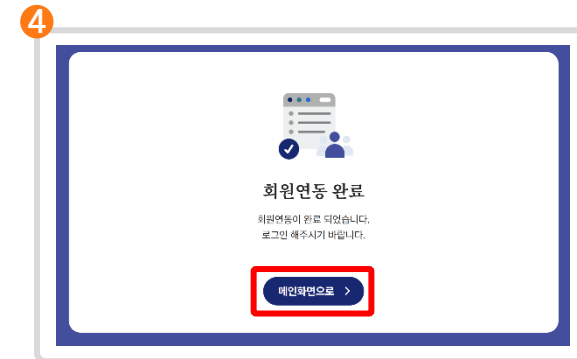 4
회원연동 완료
회원연동이 완료 되었습니다.
로그인 해주시기 바랍니다.
메인화면으로 >